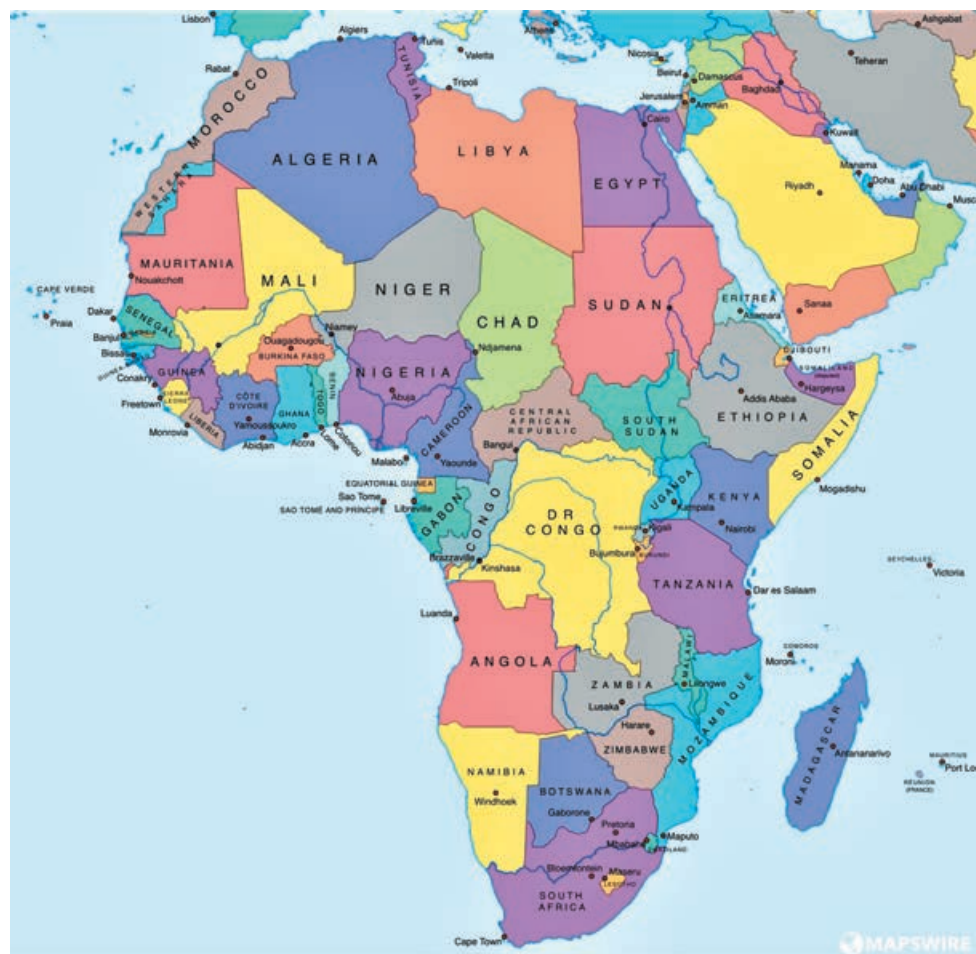 Lisbon
Algiers
Tunis
Valetta
Athens
Ashgabat
Nicosia
Teheran
Rabat
TUNISIA
Tripoli
Beirut
Damascus
Baghdad
Jerusalem
Amman
MOROCCO
Cairo
Kuwait
ALGERIA
LIBYA
EGYPT
Manama
Doha
Riyadh
Abu Dhabi
Musc
WESTERN
SAHARA
MAURITANIA
Nouakchott
MALI
NIGER
CHAD
SUDAN
ERITREA
Asamara
Sanaa
CAPE VERDE
Praia
Dakar
SENEGAL
Banjul
Bissau
Niamey
Ouagadougou
BURKINA FASO
Ndjamena
DJIBOUTI
SOMALILAND
Hargeysa
GUINEA
GUINEA
Conakry
Freetown
SIERRA
LEONE
LIBERIA
Monrovia
CÔTE
D'IVOIRE
Yamoussoukro
Abidjan
GHANA
Accra
TOGO
Lome
BENIN
Cotonou
NIGERIA
Abuja
CAMEROON
Yaounde
Malabo
CENTRAL
AFRICAN
REPUBLIC
Bangui
SOUTH
SUDAN
Addis Ababa
ETHIOPIA
SOMALIA
Mogadishu
EQUATORIAL GUINEA
Sao Tome
SAO TOME AND PRÍNCIPE
Libreville
GABON
CONGO
Brazzaville
Kinshasa
DR
CONGO
UGANDA
Kampala
KENYA
Nairobi
RWANDA
Kigali
Bujumbura
BURUNDI
TANZANIA
Dar es Salaam
SEYCHELLES
Victoria
Luanda
ANGOLA
ZAMBIA
Lusaka
MALAWI
Lilongwe
COMOROS
Moroni
MOZAMBIQUE
Harare
ZIMBABWE
MADAGASCAR
Antananarivo
MAURITIUS
Port Lo
RÉUNION
(FRANCE)
NAMIBIA
Windhoek
BOTSWANA
Gaborone
Pretoria
Maputo
Mbabane
Bloemfontein
Maseru
LESOTHO
SOUTH
AFRICA
Cape Town
MAPSWIRE